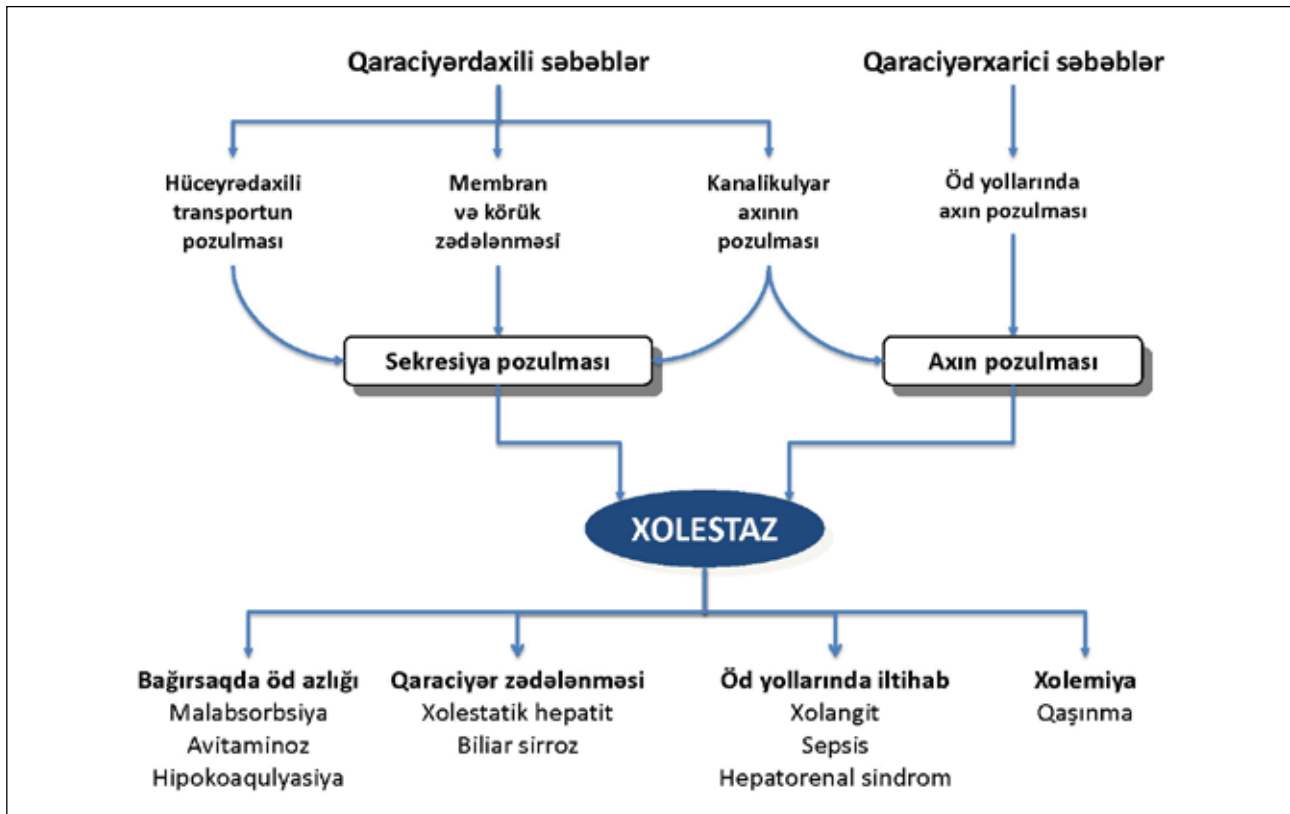 Qaraciyərdaxili səbəblər
Qaraciyərxarici səbəblər
Hüceyrədaxili
transportun
pozulması
Membran
və körük
zədələnməsi
Kanalikulyar
axının
pozulması
Öd yollarında
axın pozulması
Sekresiya pozulması
Axın pozulması
XOLESTAZ
Bağırsaqda öd azlığı
Malabsorbsiya
Avitaminoz
Hipokoaqulyasiya
Qaraciyər zədələnməsi
Xolestatik hepatit
Biliar sirroz
Öd yollarında iltihab
Xolangit
Sepsis
Hepatorenal sindrom
Xolemiya
Qaşınma